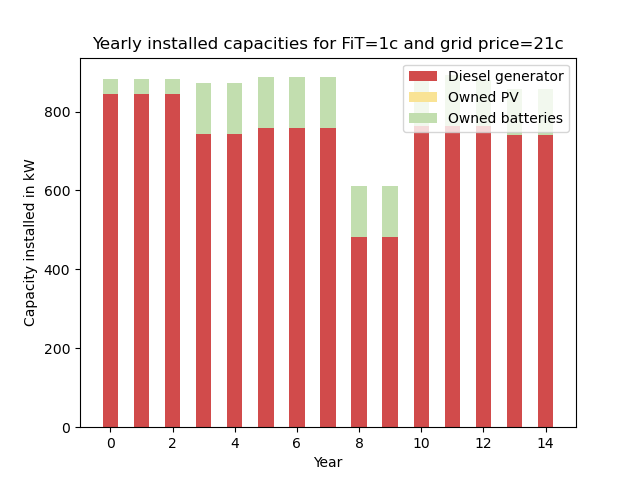 Yearly installed capacities for FiT=1c and grid price=21c
Diesel generator
Owned PV
Owned batteries
Capacity installed in kW
800
600
400
200
0
0 2 4 6 8 10 12 14
Year